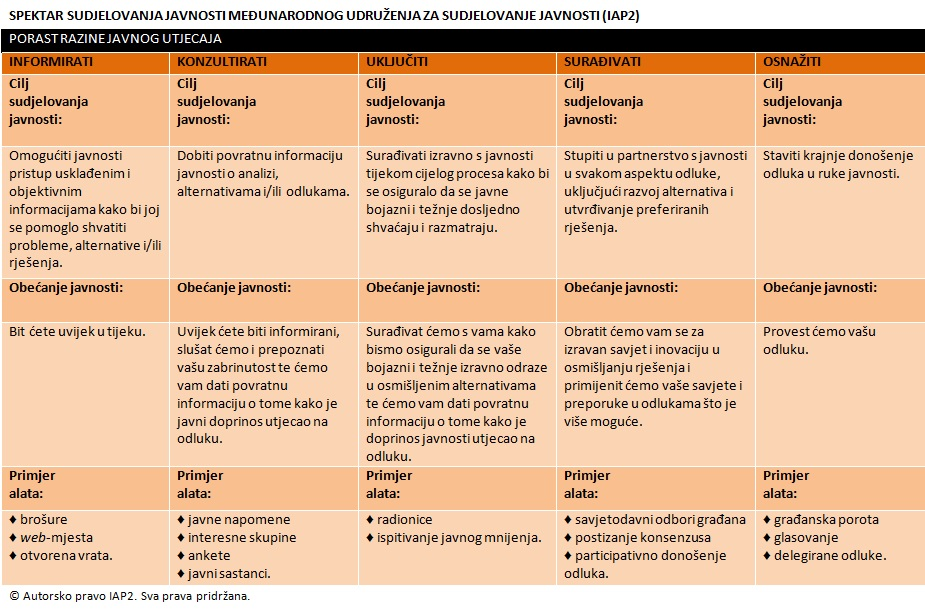 SPEKTAR SUDJELOVANJA JAVNOSTI MEĐUNARODNOG UDRUŽENJA ZA SUDJELOVANJE JAVNOSTI (IAP2)
PORAST RAZINE JAVNOG UTJECAJA
INFORMIRATI
KONZULTIRATI
UKLJUČITI
SURAĐIVATI
OSNAŽITI
Cilj
sudjelovanja
javnosti:
Cilj
sudjelovanja
javnosti:
Cilj
sudjelovanja
javnosti:
Cilj
sudjelovanja
javnosti:
Cilj
sudjelovanja
javnosti:
Omogućiti javnosti
pristup usklađenim i
objektivnim
informacijama kako bi joj
se pomoglo shvatiti
probleme, alternative i/ili
rješenja.
Dobiti povratnu informaciju
javnosti o analizi,
alternativama i/ili odlukama.
Surađivati izravno s javnosti
tijekom cijelog procesa kako bi
se osiguralo da se javne
bojazni i težnje dosljedno
shvaćaju i razmatraju.
Stupiti u partnerstvo s javnosti
u svakom aspektu odluke,
uključujući razvoj alternativa i
utvrđivanje preferiranih
rješenja.
Staviti krajnje donošenje
odluka u ruke javnosti.
Obećanje javnosti:
Obećanje javnosti:
Obećanje javnosti:
Obećanje javnosti:
Obećanje javnosti:
Bit ćete uvijek u tijeku.
Uvijek ćete biti informirani,
slušat ćemo i prepoznati
vašu zabrinutost te ćemo
vam dati povratnu
informaciju o tome kako je
javni doprinos utjecao na
odluku.
Surađivat ćemo s vama kako
bismo osigurali da se vaše
bojazni i težnje izravno odraze
u osmišljenim alternativama
te ćemo vam dati povratnu
informaciju o tome kako je
doprinos javnosti utjecao na
odluku.
Obratit ćemo vam se za
izravan savjet i inovaciju u
osmišljanju rješenja i
primijenit ćemo vaše savjete i
preporuke u odlukama što je
više moguće.
Provest ćemo vašu
odluku.
Primjer
alata:
Primjer
alata:
Primjer
alata:
Primjer
alata:
Primjer
alata:
♦ brošure
♦ web-mjesta
♦ otvorena vrata.
♦ javne napomene
♦ interesne skupine
♦ ankete
♦ javni sastanci.
♦ radionice
♦ ispitivanje javnog mnijenja.
♦ savjetodavni odbori građana
♦ postizanje konsenzusa
♦ participativno donošenje
odluka.
♦ građanska porota
♦ glasovanje
♦ delegirane odluke.
© Autorsko pravo IAP2. Sva prava pridržana.